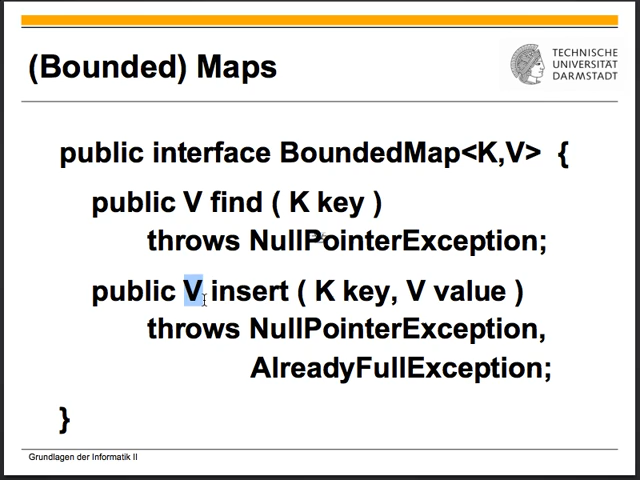 (Bounded) Maps
TECHNISCHE
UNIVERSITÄT
DARMSTADT
public interface BoundedMap<K,V> {
public V find ( K key )
throws NullPointerException;
public V insert ( K key, V value )
throws NullPointerException,
AlreadyFullException;
}
Grundlagen der Informatik II